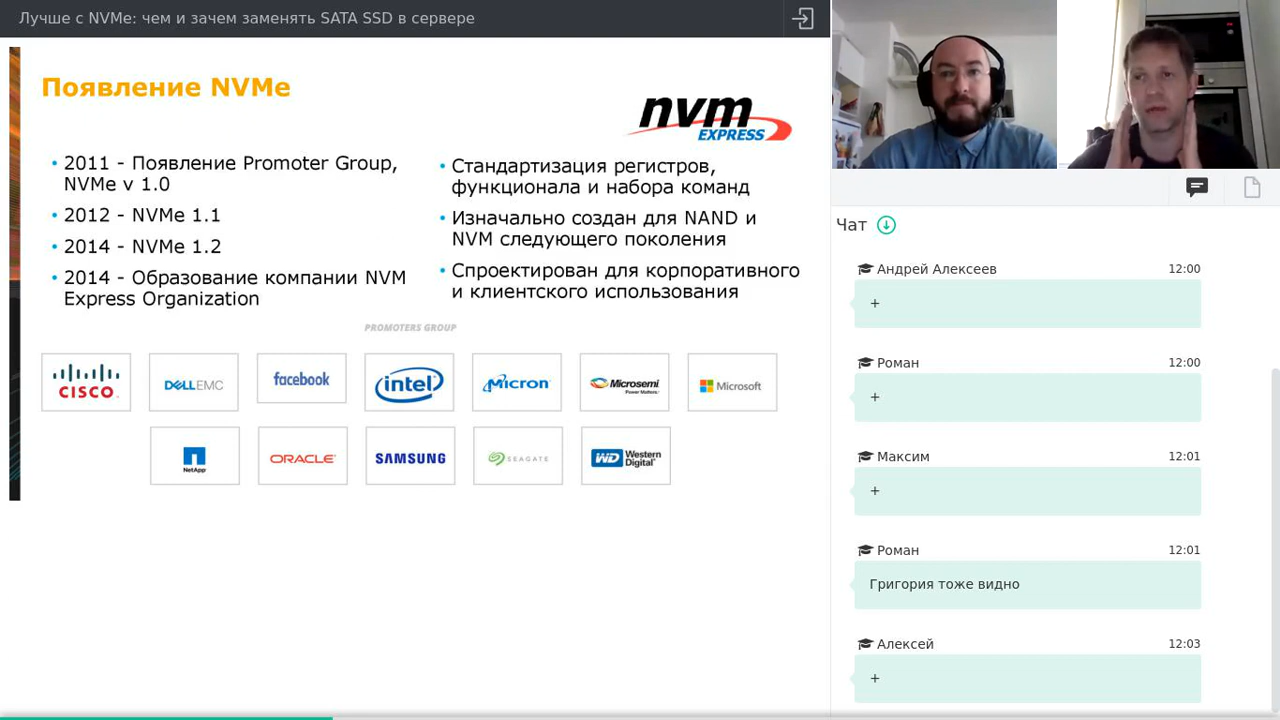 Лучше с NVMe: чем и зачем заменять SATA SSD в сервере
Появление NVMe
nvm
EXPRESS
• 2011 - Появление Promoter Group,
NVMe v 1.0
• 2012 - NVMe 1.1
• 2014 - NVMe 1.2
• 2014 - Образование компании NVM
Express Organization
• Стандартизация регистров,
функционала и набора команд
• Изначально создан для NAND и
NVM следующего поколения
• Спроектирован для корпоративного
и клиентского использования
PROMOTERS GROUP
CISCO
DELLEMC
facebook
intel
Micron
Microsemi
Power Matters.
Microsoft
NetApp
ORACLE
SAMSUNG
SEAGATE
WD Western
Digital
Чат
Андрей Алексеев 12:00
+
Роман 12:00
+
Максим 12:01
+
Роман 12:01
Григория тоже видно
Алексей 12:03
+